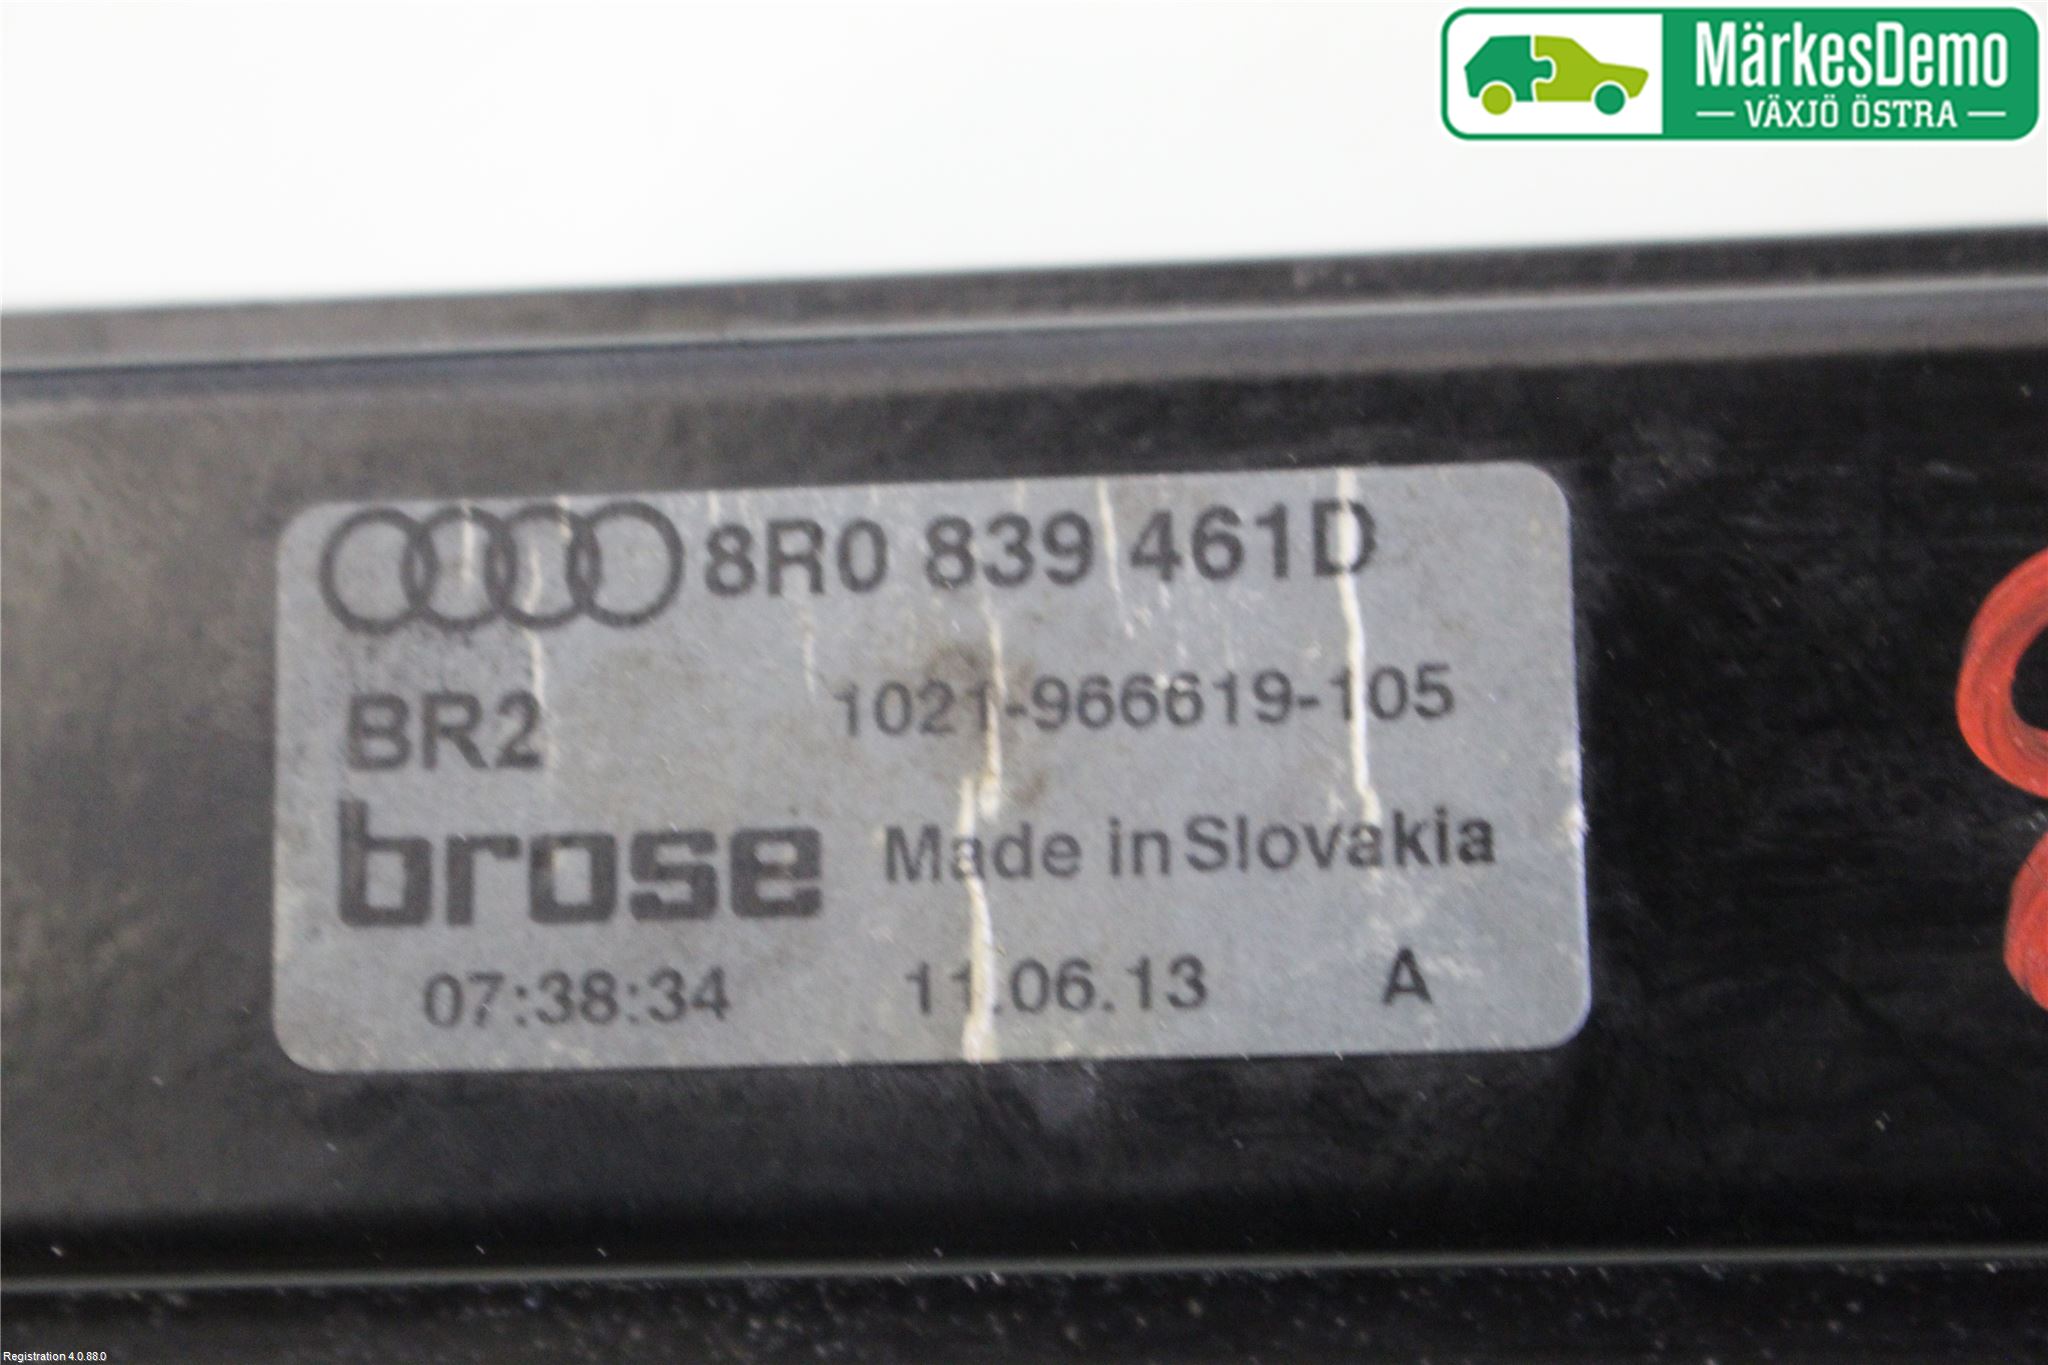 MärkesDemo
VÄXJÖ ÖSTRA
8R0 839 461D
BR2 1021-966619-105
brose Made in Slovakia
07:38:34 11.06.13 A
Registration 4.0.88.0